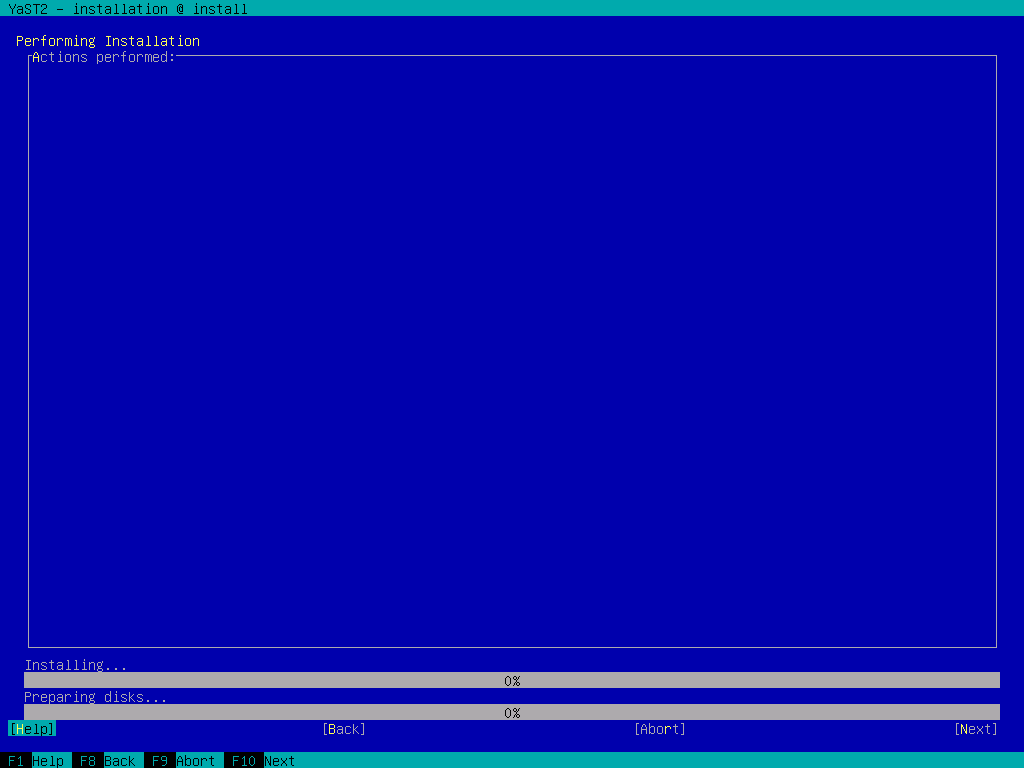 YaST2 - installation @ install
Performing Installation
Actions performed:
Installing...
0%
Preparing disks...
0%
[Help] [Back] [Abort] [Next]
F1 Help F8 Back F9 Abort F10 Next